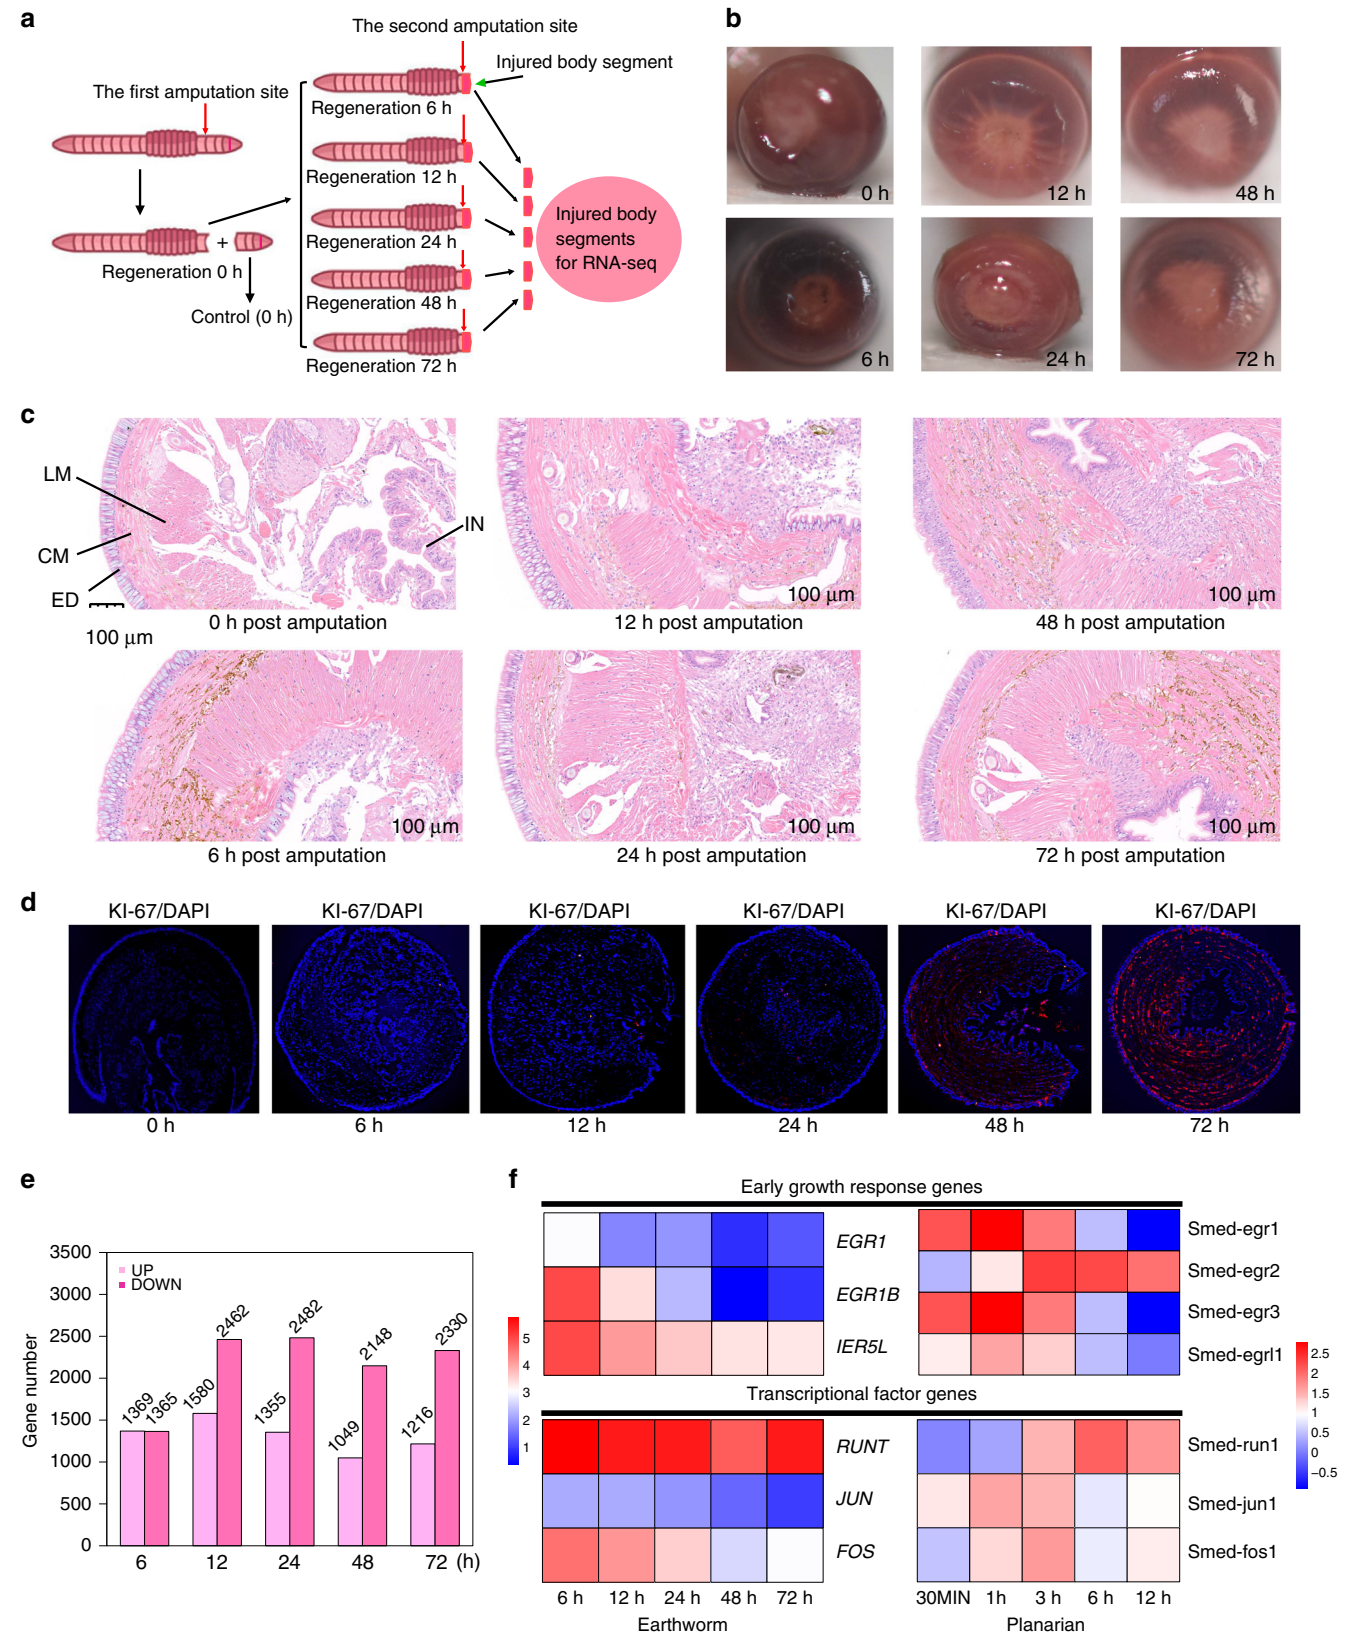 a
The second amputation site
Injured body segment
The first amputation site
Regeneration 6 h
Regeneration 12 h
Regeneration 24 h
Regeneration 48 h
Regeneration 72 h
+
Regeneration 0 h
Control (0 h)
Injured body
segments
for RNA-seq
b
0 h
12 h
48 h
6 h
24 h
72 h
c
LM
CM
ED
IN
100 μm
0 h post amputation
100 μm
12 h post amputation
100 μm
48 h post amputation
100 μm
6 h post amputation
100 μm
24 h post amputation
100 μm
72 h post amputation
d
KI-67/DAPI
KI-67/DAPI
KI-67/DAPI
KI-67/DAPI
KI-67/DAPI
KI-67/DAPI
0 h
6 h
12 h
24 h
48 h
72 h
e
Gene number
3500
3000
2500
2000
1500
1000
500
0
UP
DOWN
1369
1365
1580
2462
1355
2482
1049
2148
1216
2330
6
12
24
48
72 (h)
f
Early growth response genes
EGR1
EGR1B
IER5L
Smed-egr1
Smed-egr2
Smed-egr3
Smed-egrl1
5
4
3
2
1
Transcriptional factor genes
RUNT
JUN
FOS
Smed-run1
Smed-jun1
Smed-fos1
2.5
2
1.5
1
0.5
0
−0.5
6 h
12 h
24 h
48 h
72 h
Earthworm
30MIN
1h
3 h
6 h
12 h
Planarian